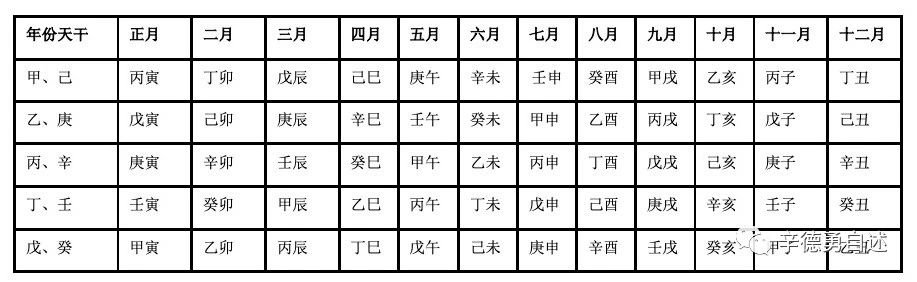 年份天干 正月 二月 三月 四月 五月 六月 七月 八月 九月 十月 十一月 十二月
甲、己 丙寅 丁卯 戊辰 己巳 庚午 辛未 壬申 癸酉 甲戌 乙亥 丙子 丁丑
乙、庚 戊寅 己卯 庚辰 辛巳 壬午 癸未 甲申 乙酉 丙戌 丁亥 戊子 己丑
丙、辛 庚寅 辛卯 壬辰 癸巳 甲午 乙未 丙申 丁酉 戊戌 己亥 庚子 辛丑
丁、壬 壬寅 癸卯 甲辰 乙巳 丙午 丁未 戊申 己酉 庚戌 辛亥 壬子 癸丑
戊、癸 甲寅 乙卯 丙辰 丁巳 戊午 己未 庚申 辛酉 壬戌 癸亥 甲子 乙丑
辛德勇自述